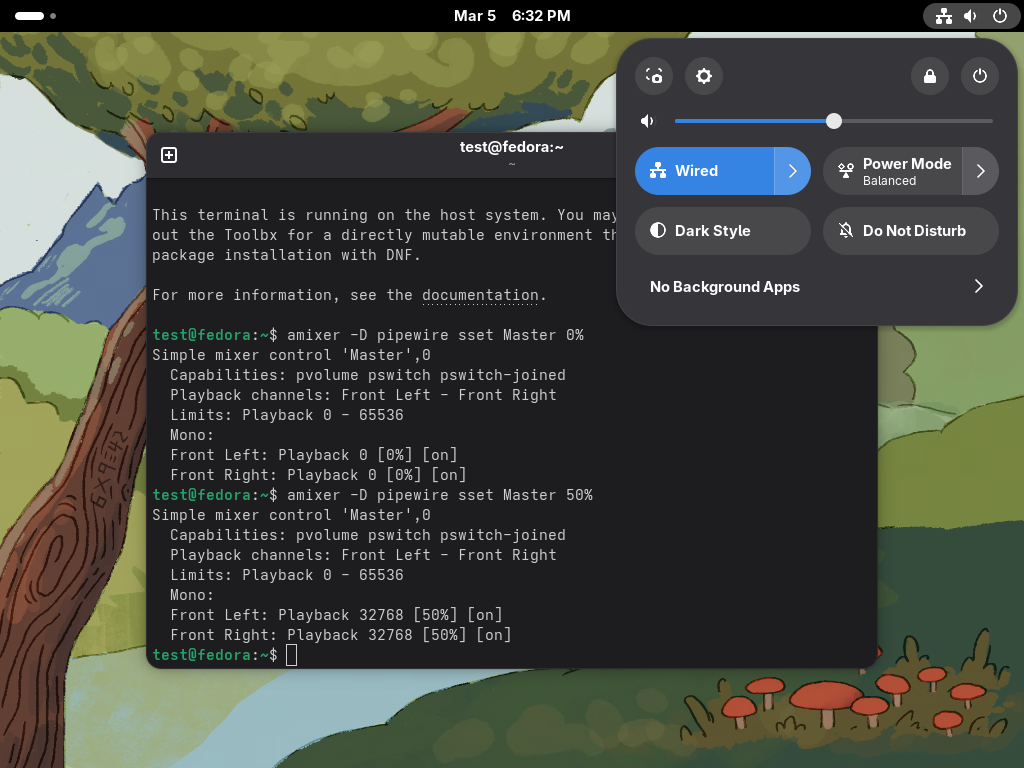 Mar 5 6:32 PM
test@fedora:~
~
This terminal is running on the host system. You may
out the Toolbx for a directly mutable environment th
package installation with DNF.
For more information, see the documentation.
test@fedora:~$ amixer -D pipewire sset Master 0%
Simple mixer control 'Master',0
Capabilities: pvolume pswitch pswitch-joined
Playback channels: Front Left - Front Right
Limits: Playback 0 - 65536
Mono:
Front Left: Playback 0 [0%] [on]
Front Right: Playback 0 [0%] [on]
test@fedora:~$ amixer -D pipewire sset Master 50%
Simple mixer control 'Master',0
Capabilities: pvolume pswitch pswitch-joined
Playback channels: Front Left - Front Right
Limits: Playback 0 - 65536
Mono:
Front Left: Playback 32768 [50%] [on]
Front Right: Playback 32768 [50%] [on]
test@fedora:~$
Wired
Power Mode
Balanced
Dark Style
Do Not Disturb
No Background Apps
6x9=42